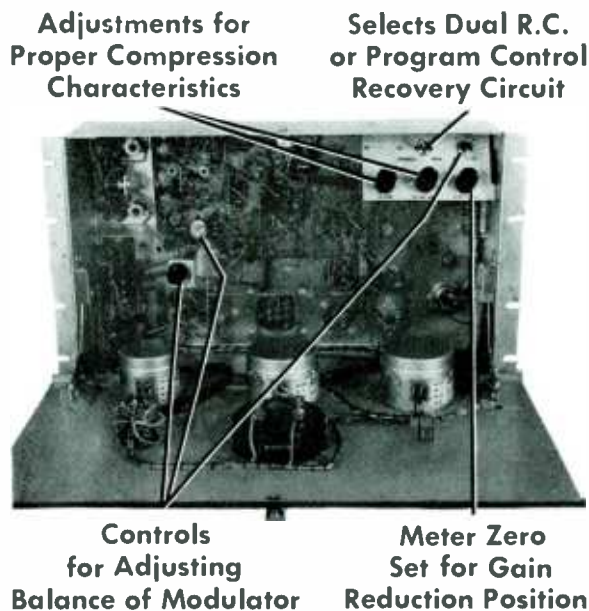 Adjustments for
Proper Compression
Characteristics
Selects Dual R.C.
or Program Control
Recovery Circuit
Controls
for Adjusting
Balance of Modulator
Meter Zero
Set for Gain
Reduction Position